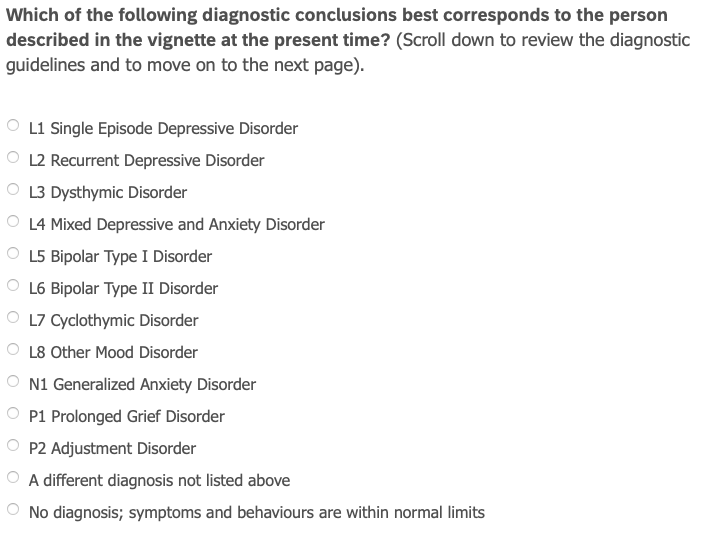 Which of the following diagnostic conclusions best corresponds to the person
described in the vignette at the present time? (Scroll down to review the diagnostic
guidelines and to move on to the next page).
L1 Single Episode Depressive Disorder
L2 Recurrent Depressive Disorder
L3 Dysthymic Disorder
L4 Mixed Depressive and Anxiety Disorder
L5 Bipolar Type I Disorder
L6 Bipolar Type II Disorder
L7 Cyclothymic Disorder
L8 Other Mood Disorder
N1 Generalized Anxiety Disorder
P1 Prolonged Grief Disorder
P2 Adjustment Disorder
A different diagnosis not listed above
No diagnosis; symptoms and behaviours are within normal limits